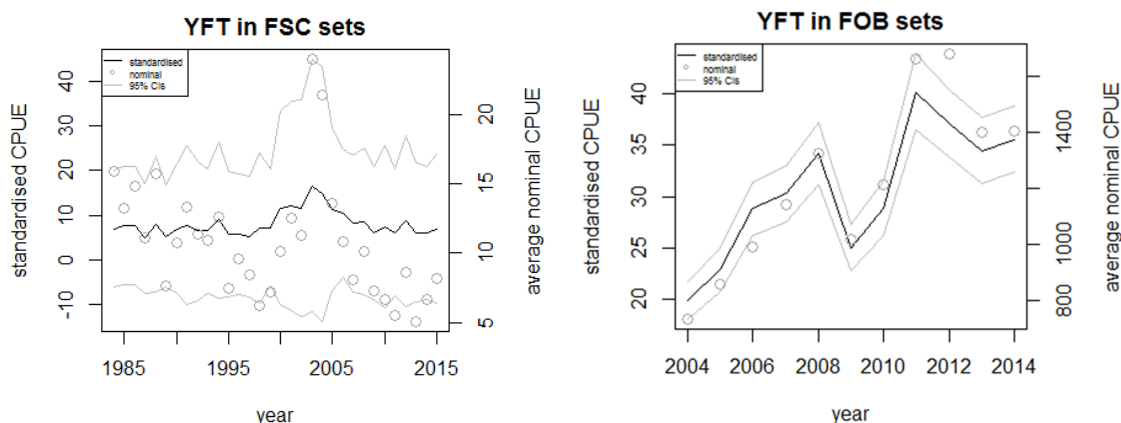 YFT in FSC sets
standardised
nominal
95% CIs
standardised CPUE
40
30
20
10
0
-10
average nominal CPUE
20
15
10
5
1985 1995 2005 2015
year
YFT in FOB sets
standardised
nominal
95% CIs
standardised CPUE
40
35
30
25
20
average nominal CPUE
1400
1000
800
2004 2006 2008 2010 2012 2014
year